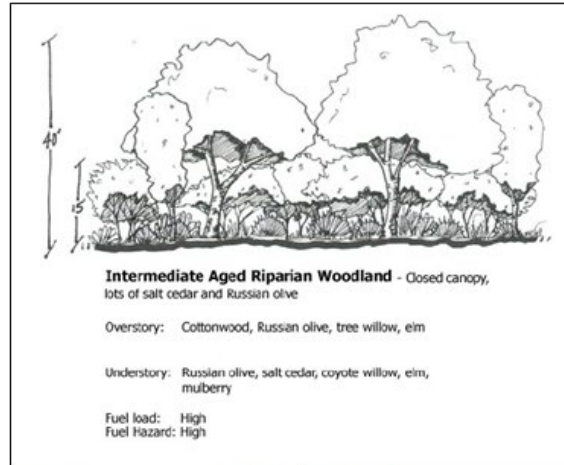 40'
15
Intermediate Aged Riparian Woodland - Closed canopy,
lots of salt cedar and Russian olive
Overstory: Cottonwood, Russian olive, tree willow, elm
Understory: Russian olive, salt cedar, coyote willow, elm,
mulberry
Fuel load: High
Fuel Hazard: High